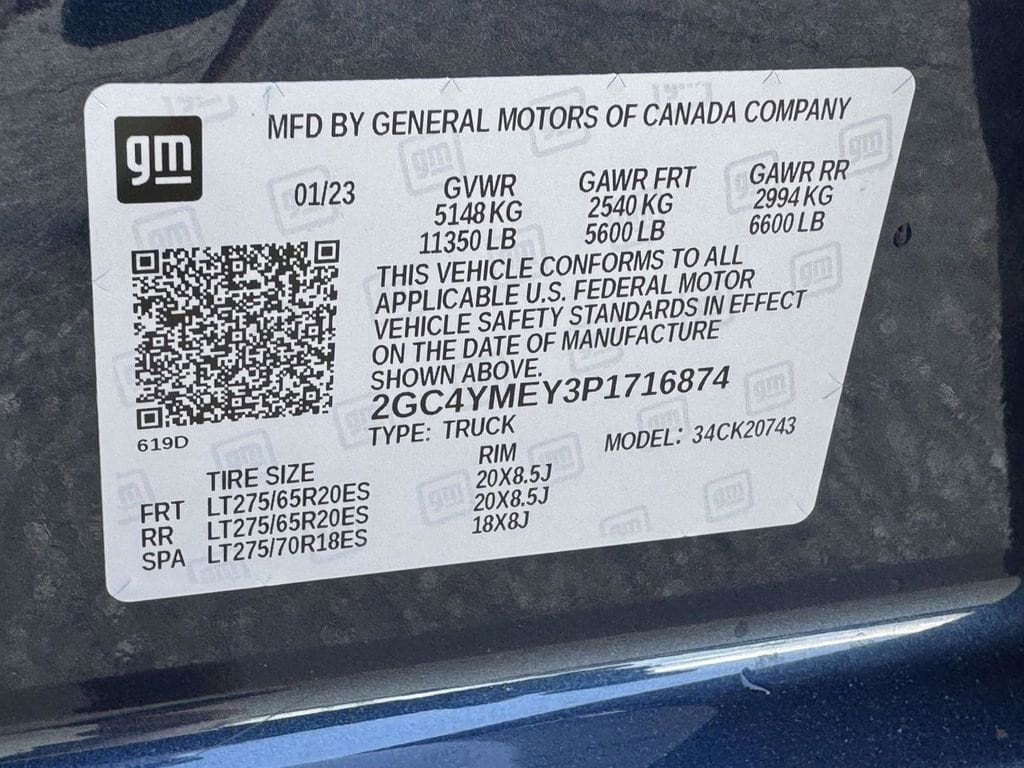 gm
MFD BY GENERAL MOTORS OF CANADA COMPANY
01/23
GVWR GAWR FRT GAWR RR
5148 KG 2540 KG 2994 KG
11350 LB 5600 LB 6600 LB
THIS VEHICLE CONFORMS TO ALL
APPLICABLE U.S. FEDERAL MOTOR
VEHICLE SAFETY STANDARDS IN EFFECT
ON THE DATE OF MANUFACTURE
SHOWN ABOVE.
2GC4YMEY3P1716874
TYPE: TRUCK MODEL: 34CK20743
619D
TIRE SIZE RIM
FRT LT275/65R20ES 20X8.5J
RR LT275/65R20ES 20X8.5J
SPA LT275/70R18ES 18X8J